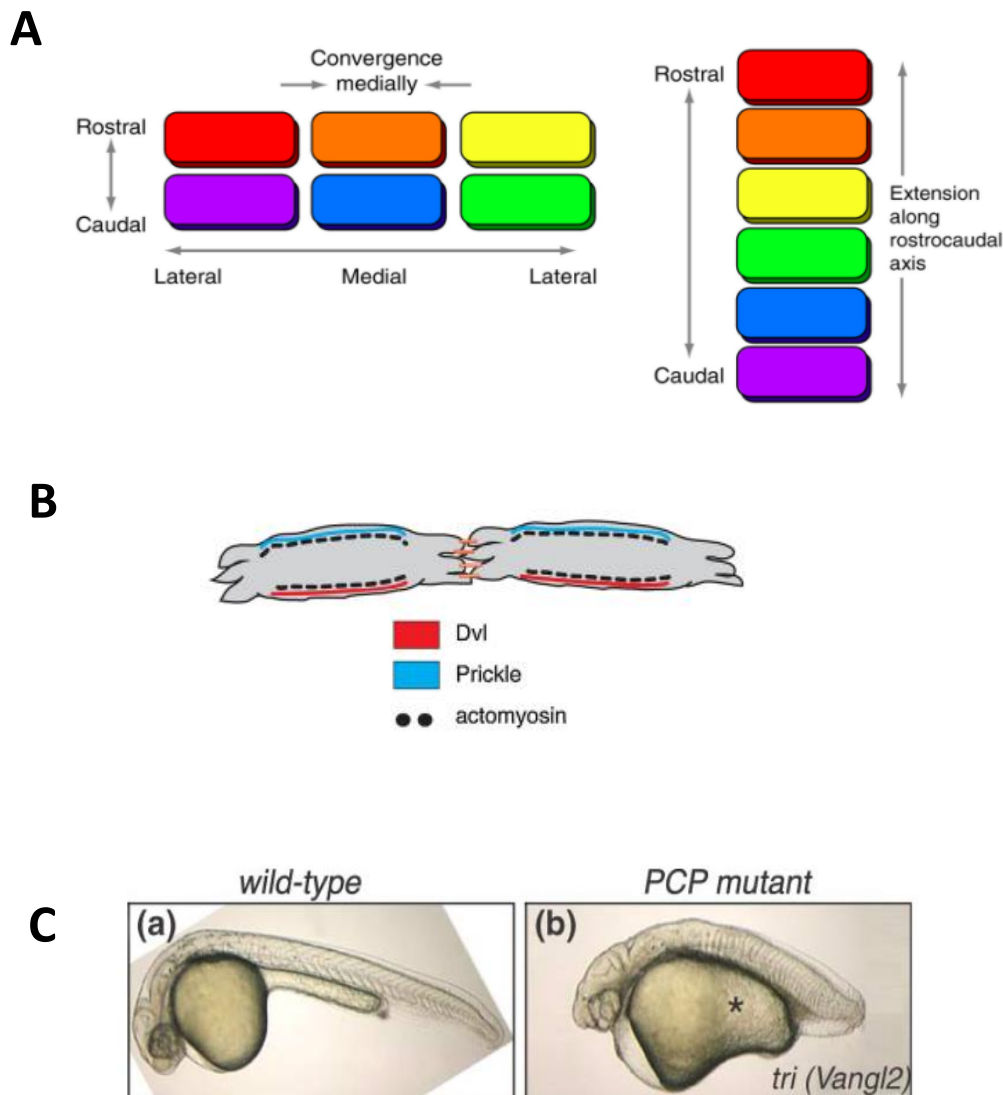 A
Convergence
medially
Rostral
Caudal
Lateral
Medial
Lateral
Rostral
Caudal
Extension
along
rostrocaudal
axis
B
Dvl
Prickle
actomyosin
C
wild-type
PCP mutant
(a)
(b)
*
tri (Vangl2)